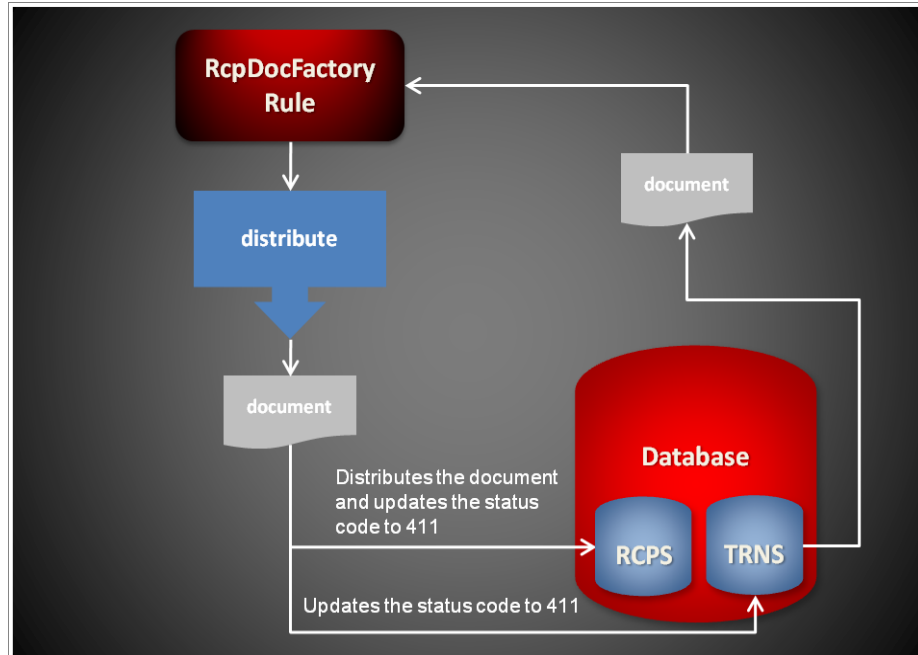 RcpDocFactory
Rule
document
distribute
document
Database
Distributes the document
and updates the status
code to 411
RCPS
TRNS
Updates the status code to 411